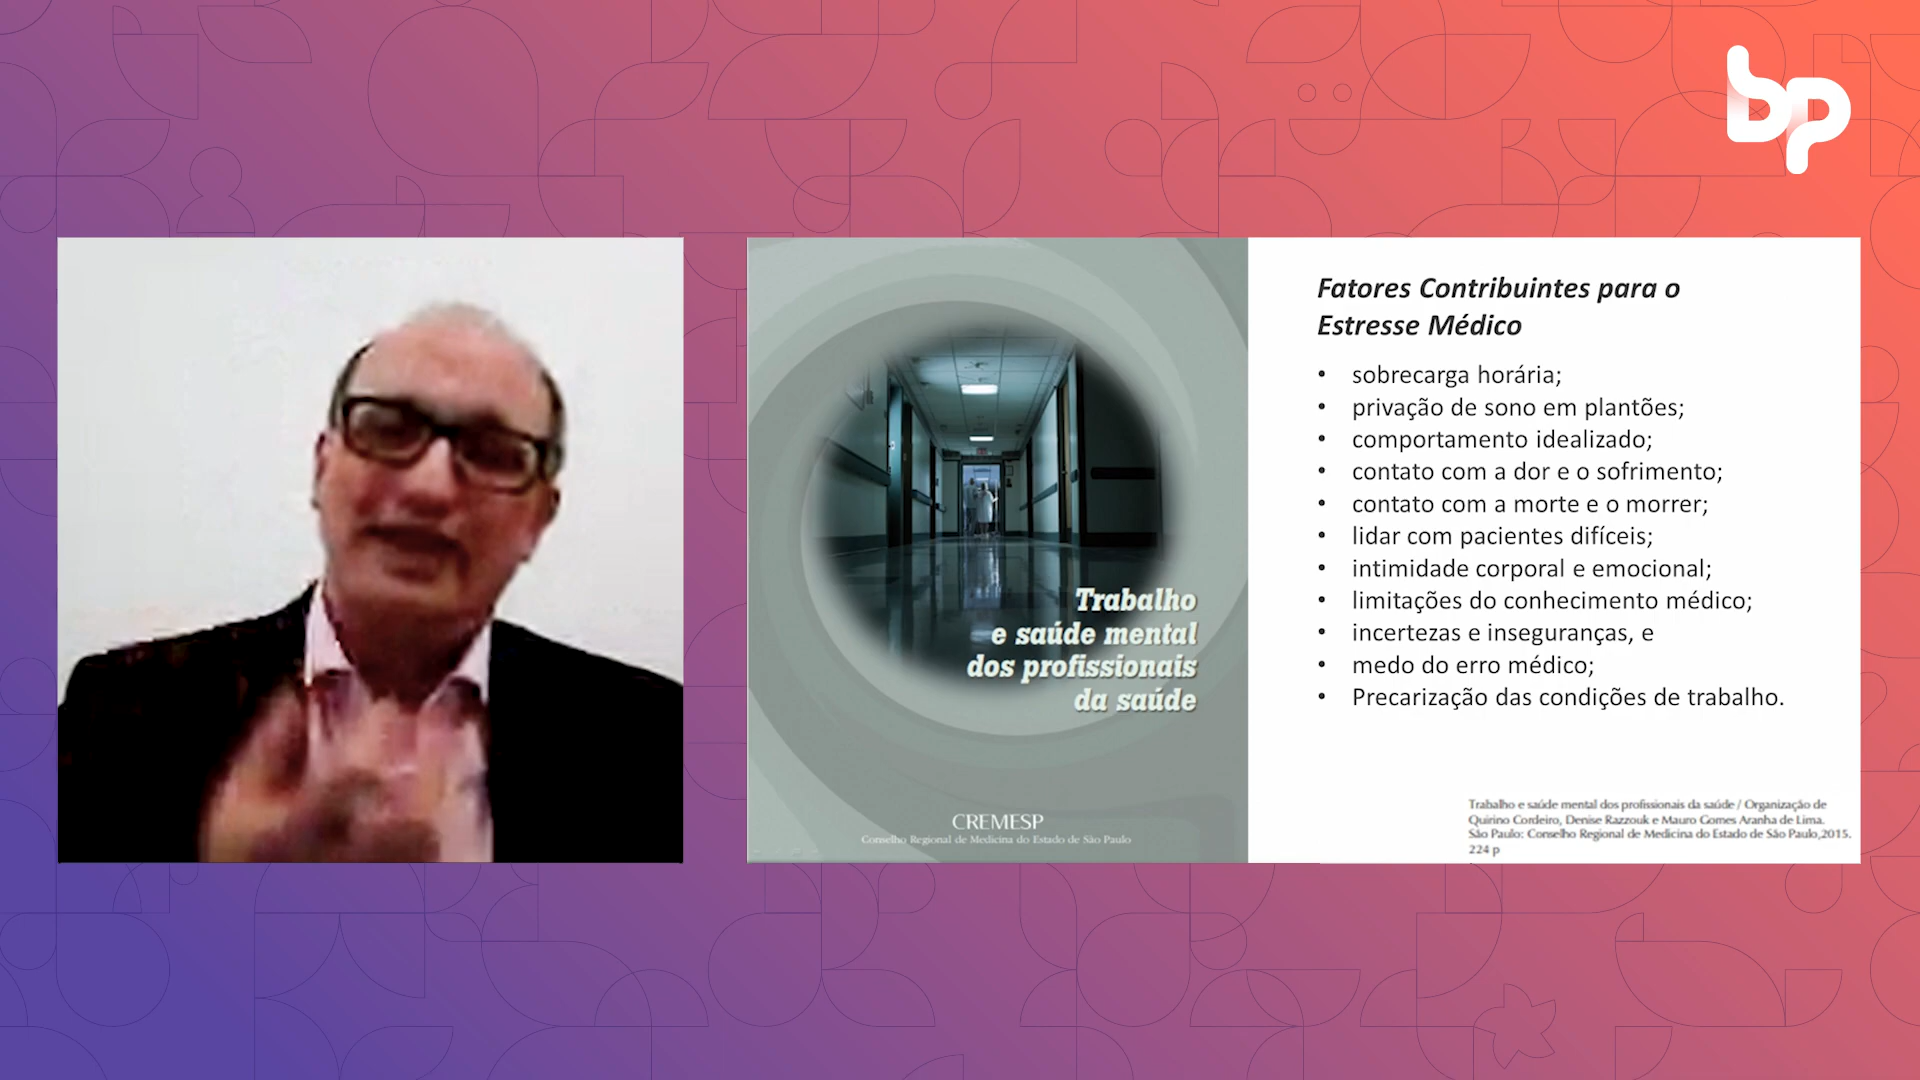 bp
Trabalho
e saúde mental
dos profissionais
da saúde
CREMESP
Conselho Regional de Medicina do Estado de São Paulo
Fatores Contribuintes para o
Estresse Médico
• sobrecarga horária;
• privação de sono em plantões;
• comportamento idealizado;
• contato com a dor e o sofrimento;
• contato com a morte e o morrer;
• lidar com pacientes difíceis;
• intimidade corporal e emocional;
• limitações do conhecimento médico;
• incertezas e inseguranças, e
• medo do erro médico;
• Precarização das condições de trabalho.
Trabalho e saúde mental dos profissionais da saúde / Organização de
Quirino Cordeiro, Denise Razzouk e Mauro Gomes Aranha de Lima.
São Paulo: Conselho Regional de Medicina do Estado de São Paulo,2015.
224 p